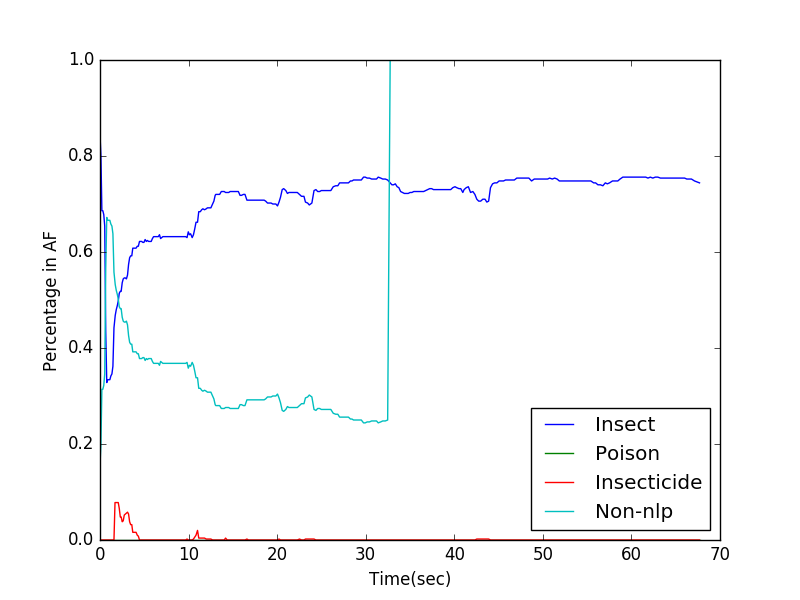 1.0
0.8
0.6
0.4
0.2
0.0
Percentage in AF
0 10 20 30 40 50 60 70
Time(sec)
Insect
Poison
Insecticide
Non-nlp